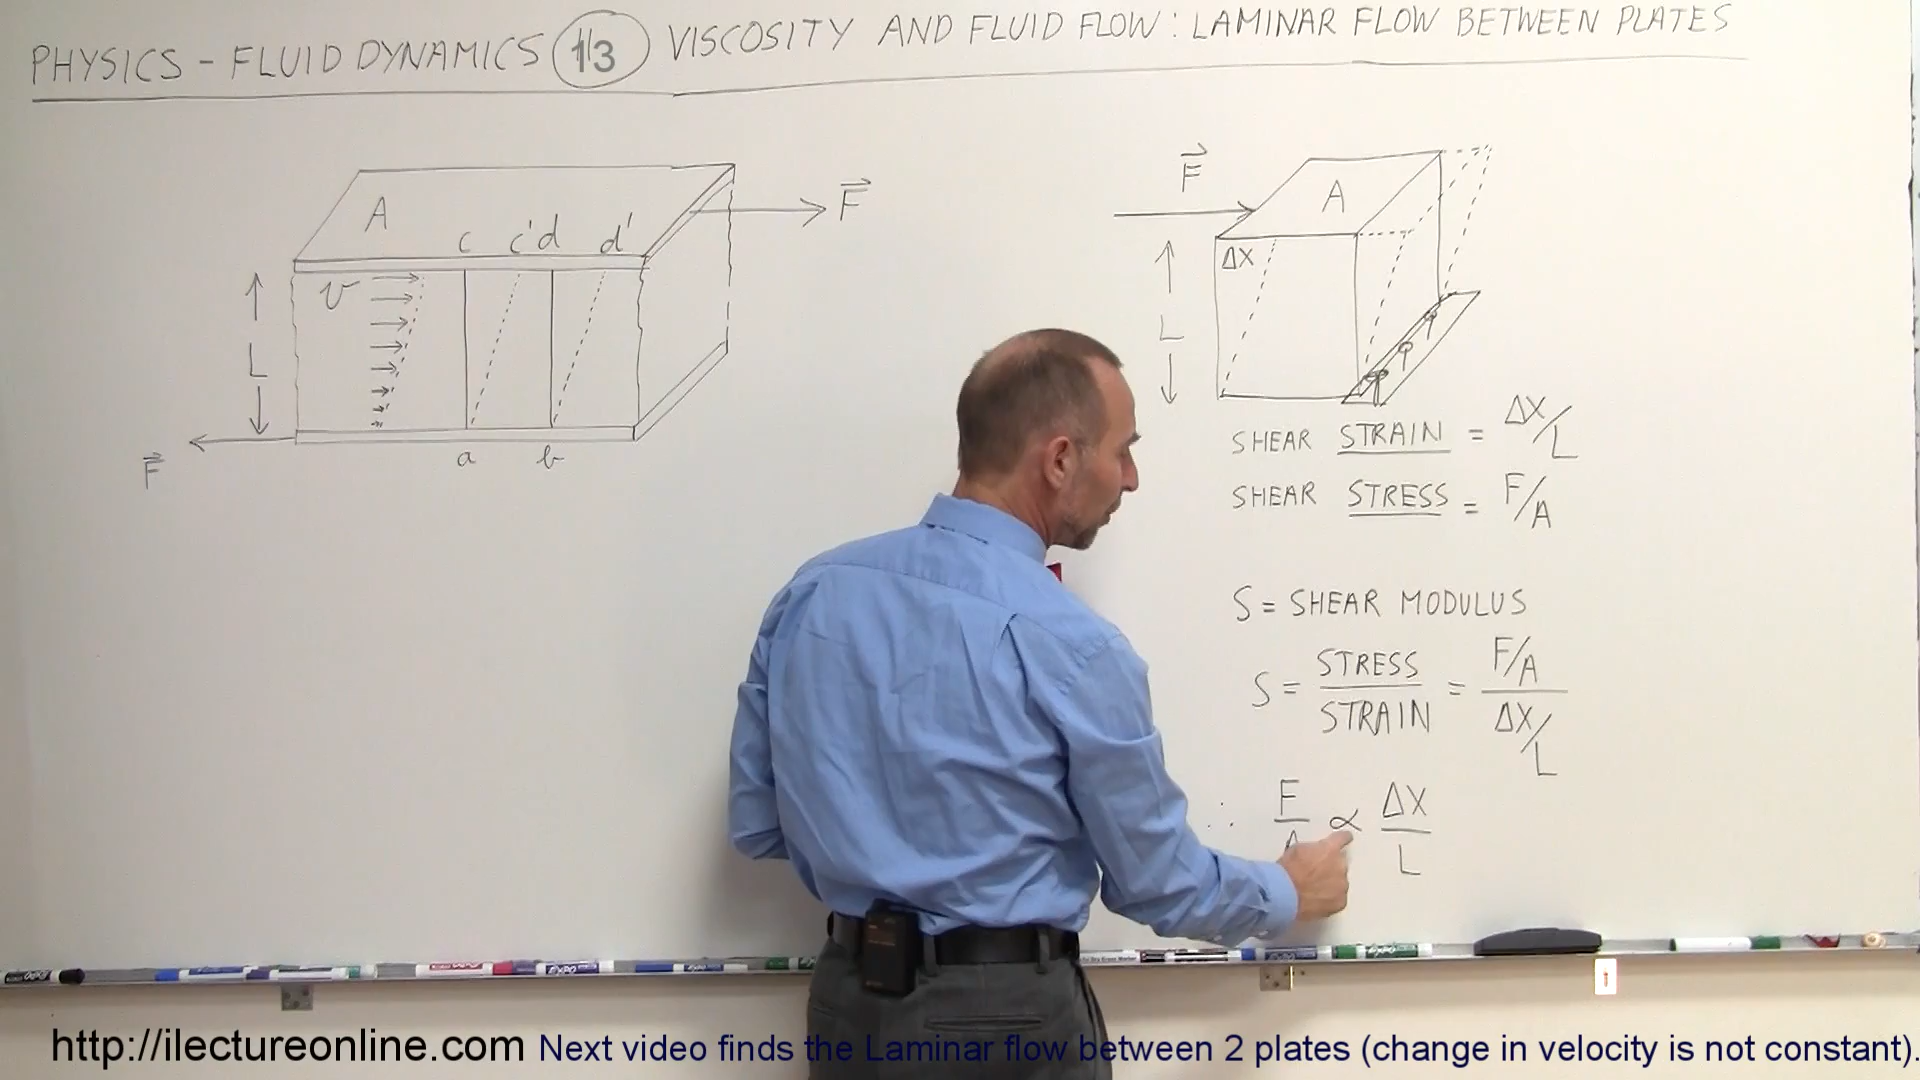 PHYSICS - FLUID DYNAMICS 13 VISCOSITY AND FLUID FLOW: LAMINAR FLOW BETWEEN PLATES
A
c c' d d'
F
v
L
F
a b
F
A
ΔX
L
SHEAR STRAIN = ΔX/L
SHEAR STRESS = F/A
S = SHEAR MODULUS
S = STRESS/STRAIN = F/A / ΔX/L
∴ F/A ∝ ΔX/L
EXPO
http://ilectureonline.com Next video finds the Laminar flow between 2 plates (change in velocity is not constant).